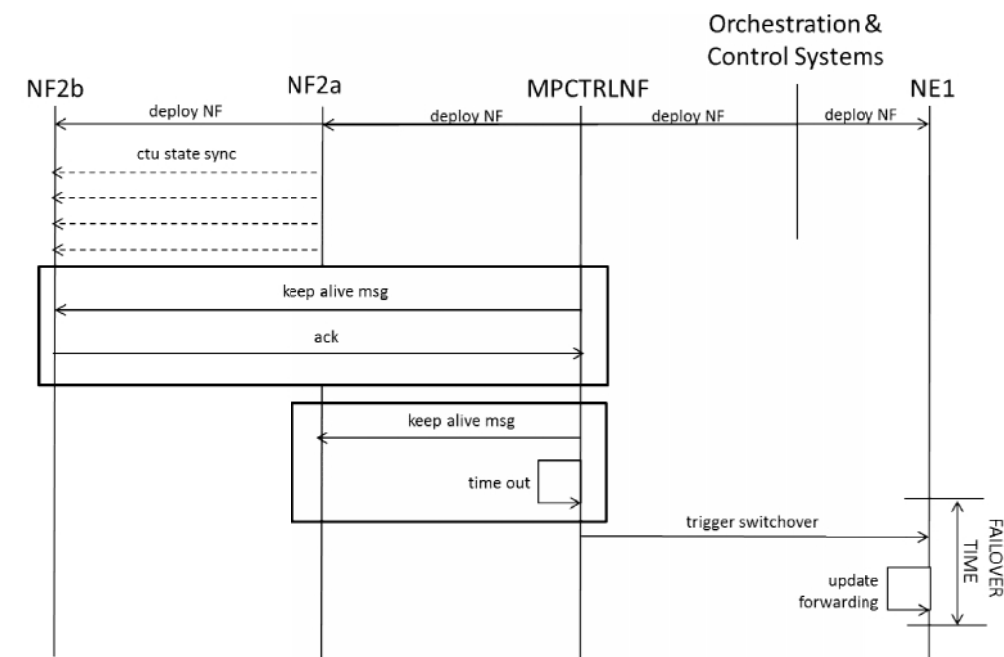 Orchestration &
Control Systems
NF2b
NF2a
MPCTRLNF
NE1
deploy NF
deploy NF
deploy NF
deploy NF
ctu state sync
keep alive msg
ack
keep alive msg
time out
trigger switchover
FAILOVER
TIME
update
forwarding